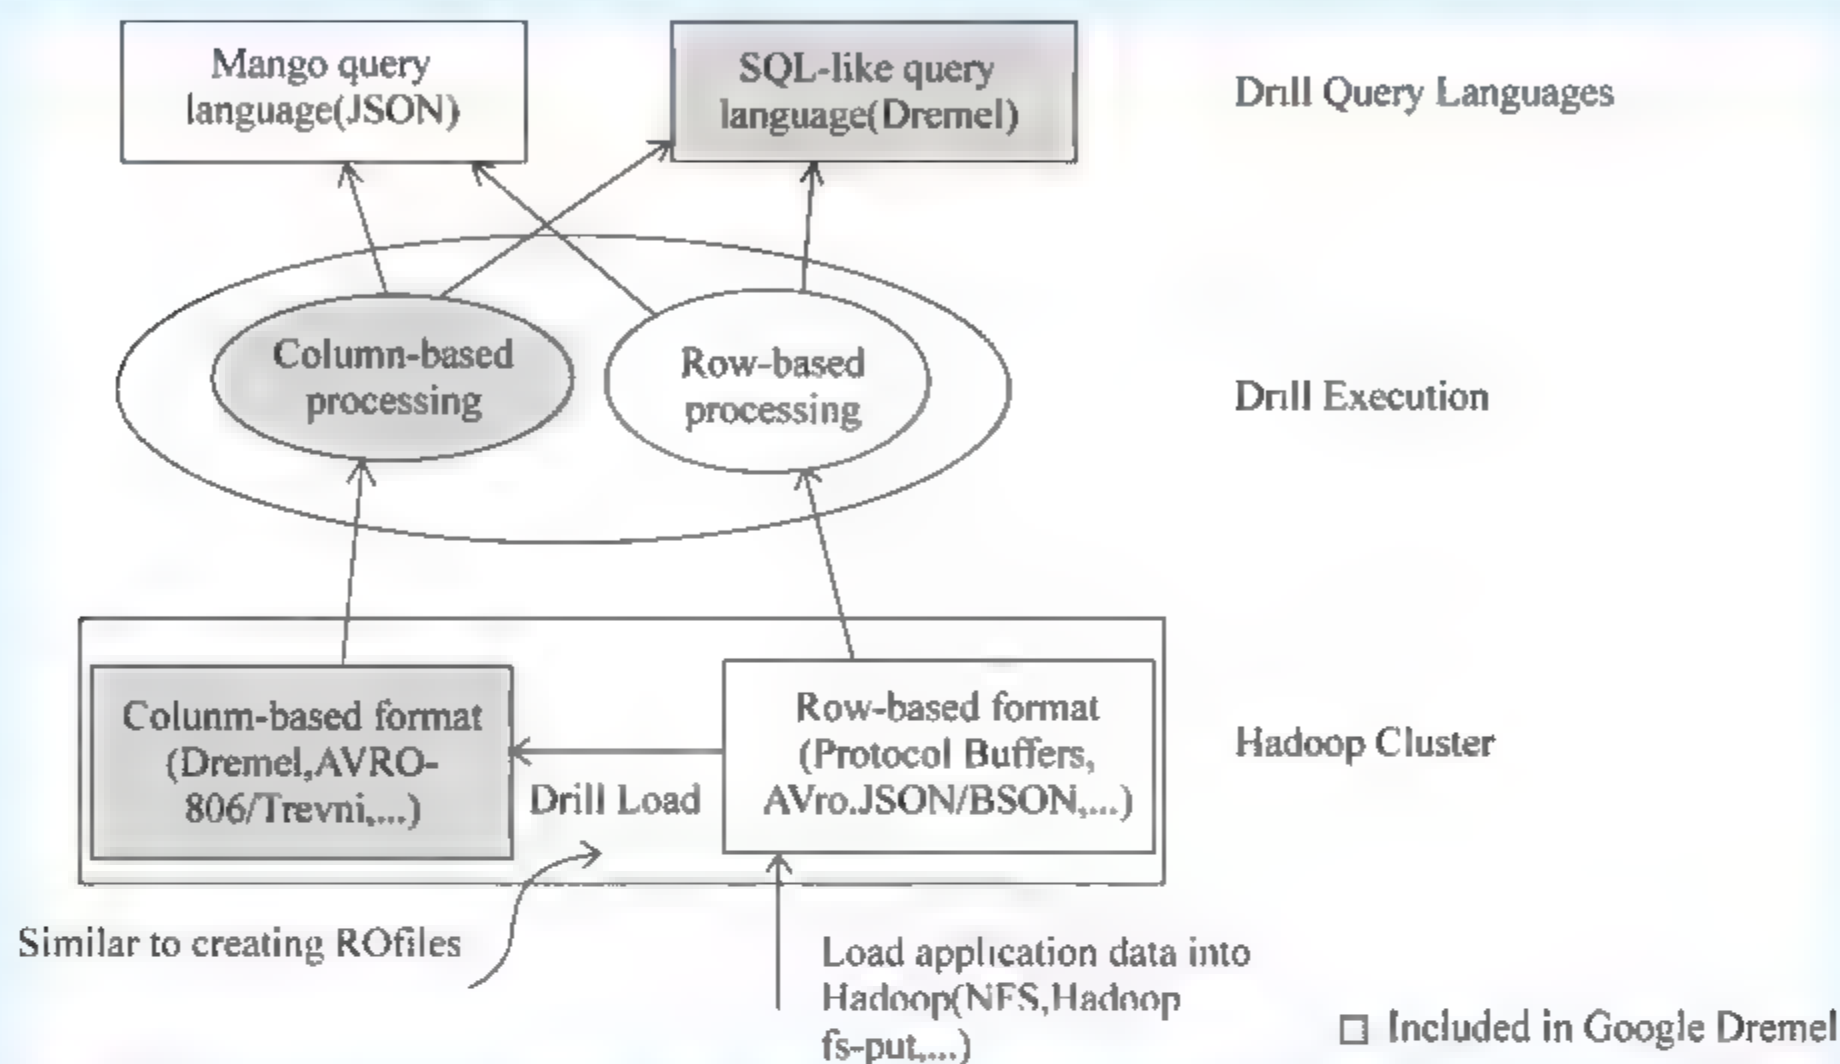 Mango query
language(JSON)
SQL-like query
language(Dremel)
Drill Query Languages
Column-based
processing
Row-based
processing
Drill Execution
Colunm-based format
(Dremel,AVRO-
806/Trevni,...)
Drill Load
Row-based format
(Protocol Buffers,
AVro.JSON/BSON,...)
Hadoop Cluster
Similar to creating ROfiles
Load application data into
Hadoop(NFS,Hadoop
fs-put,...)
Included in Google Dremel